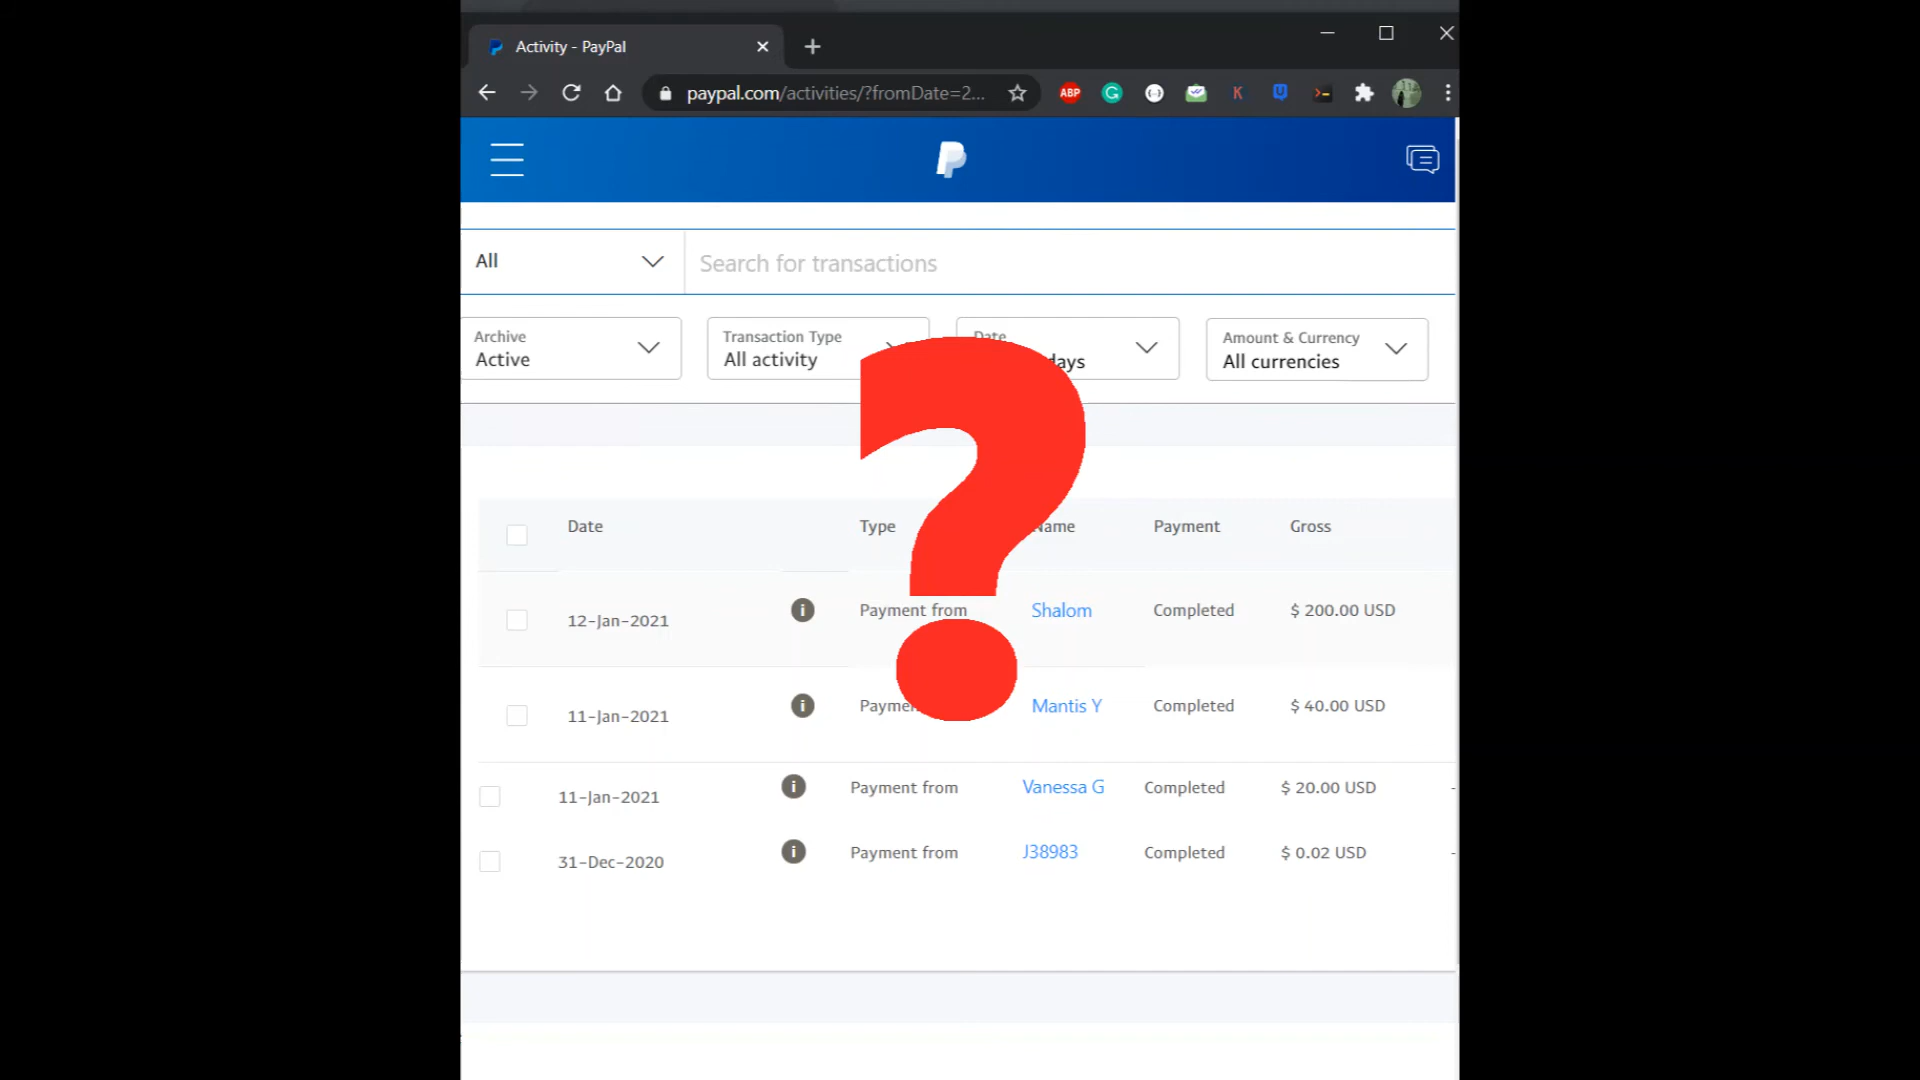 Activity - PayPal
paypal.com/activities/?fromDate=2...
ABP
All
Search for transactions
Archive
Active
Transaction Type
All activity
Date
days
Amount & Currency
All currencies
Date Type Name Payment Gross
12-Jan-2021 Payment from Shalom Completed $ 200.00 USD
11-Jan-2021 Mantis Y Completed $ 40.00 USD
11-Jan-2021 Payment from Vanessa G Completed $ 20.00 USD
31-Dec-2020 Payment from J38983 Completed $ 0.02 USD
?